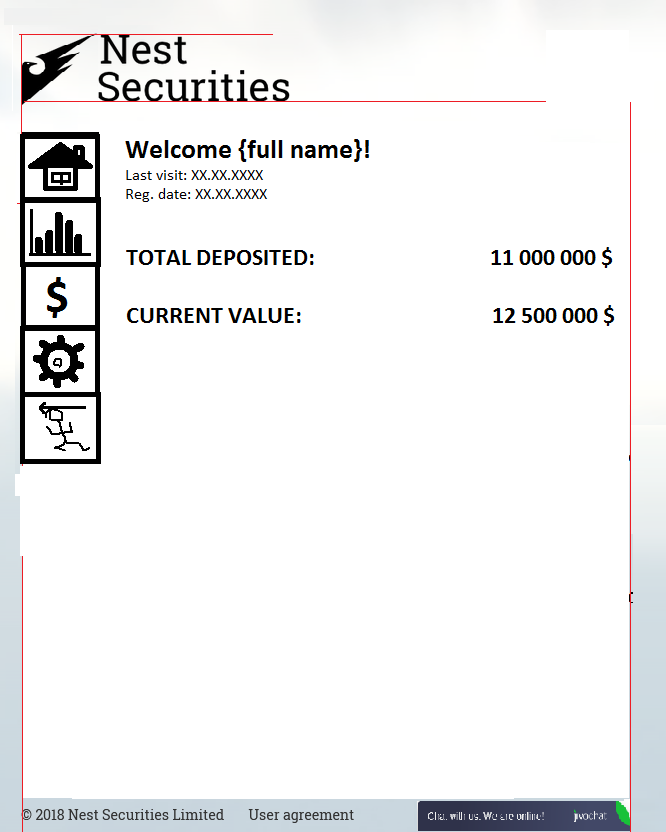 Nest
Securities
Welcome {full name}!
Last visit: XX.XX.XXXX
Reg. date: XX.XX.XXXX
TOTAL DEPOSITED: 11 000 000 $
CURRENT VALUE: 12 500 000 $
$
© 2018 Nest Securities Limited User agreement
Chat with us. We are online! jivochat